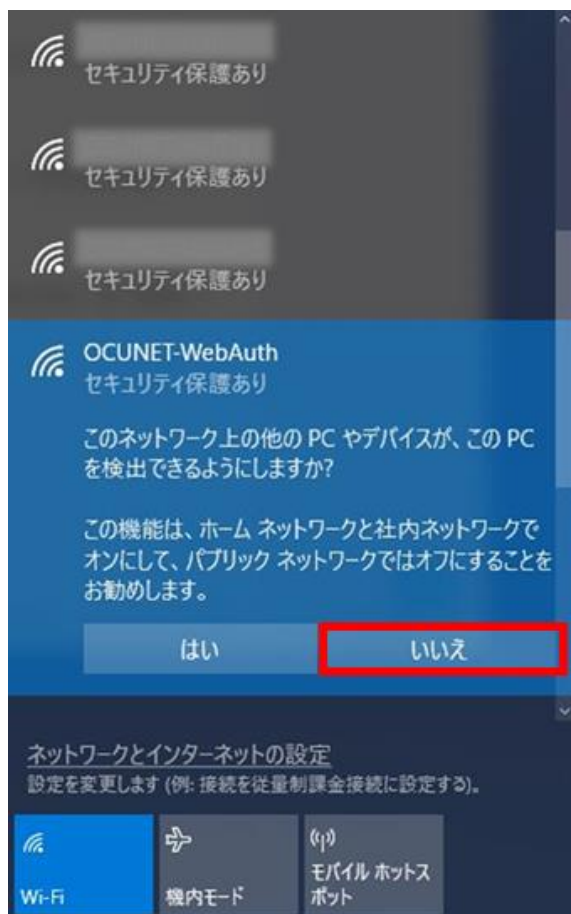 セキュリティ保護あり
セキュリティ保護あり
セキュリティ保護あり
OCUNET-WebAuth
セキュリティ保護あり
このネットワーク上の他の PC やデバイスが、この PC
を検出できるようにしますか?
この機能は、ホーム ネットワークと社内ネットワークで
オンにして、パブリック ネットワークではオフにすることを
お勧めします。
はい
いいえ
ネットワークとインターネットの設定
設定を変更します (例: 接続を従量制課金接続に設定する)。
Wi-Fi
機内モード
モバイル ホットス
ポット